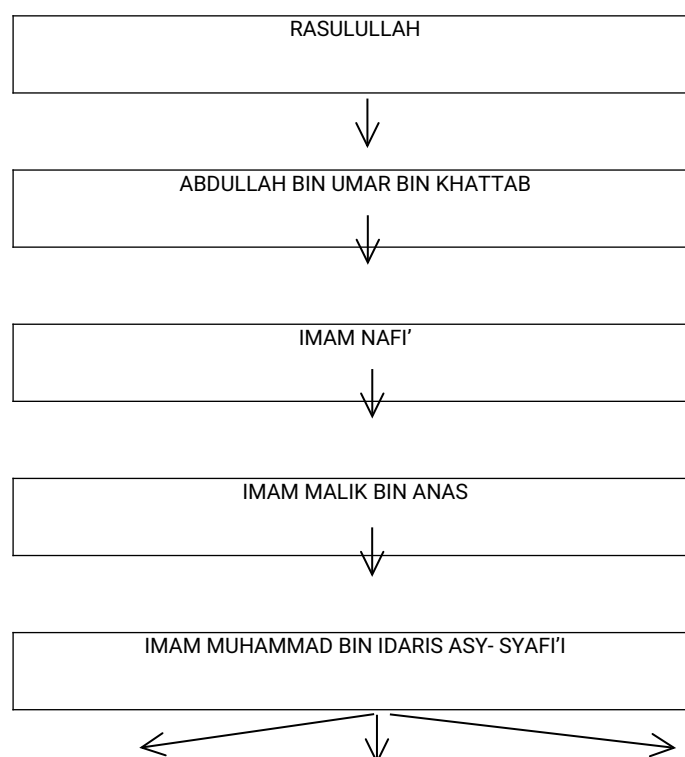 RASULULLAH
ABDULLAH BIN UMAR BIN KHATTAB
IMAM NAFI’
IMAM MALIK BIN ANAS
IMAM MUHAMMAD BIN IDARIS ASY- SYAFI’I